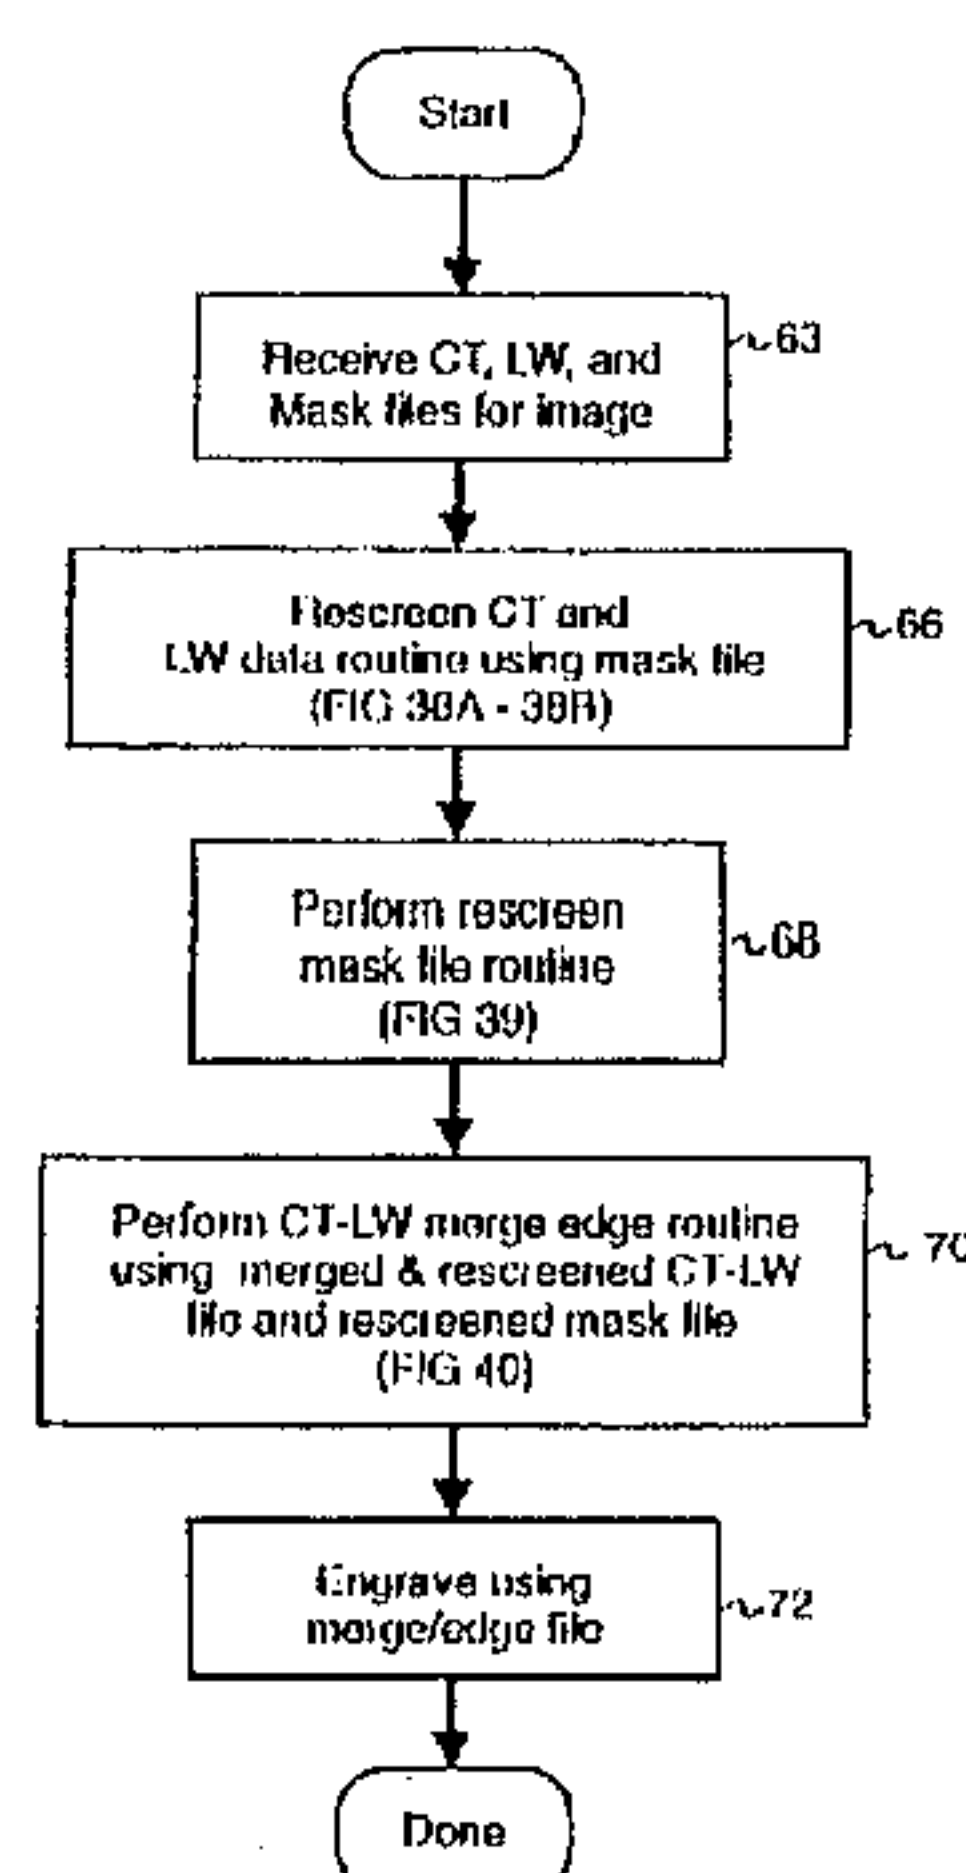 Start
Receive CT, LW, and
Mask files for image
63
Rescreen CT and
LW data routine using mask file
(FIG 38A - 38B)
66
Perform rescreen
mask file routine
(FIG 39)
68
Perform CT-LW merge edge routine
using merged & rescreened CT-LW
file and rescreened mask file
(FIG 40)
70
Engrave using
merge/edge file
72
Done